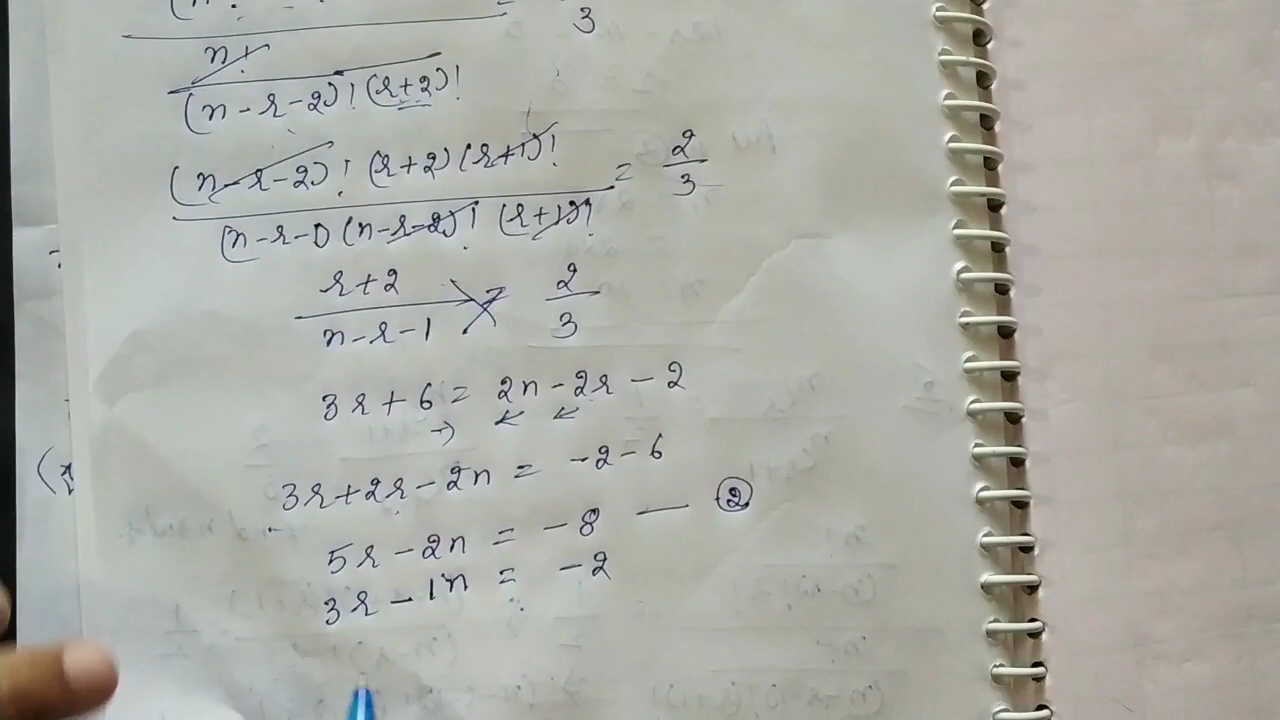 = 3
n!
(n-r-2)! (r+2)!
(n-r-2)! (r+2) (r+1)! = 2
(n-r-1) (n-r-2)! (r+1)! 3
r+2 = 2
n-r-1 3
3r+6 = 2n-2r-2
3r+2r-2n = -2-6
5r-2n = -8 — ②
3r-1n = -2